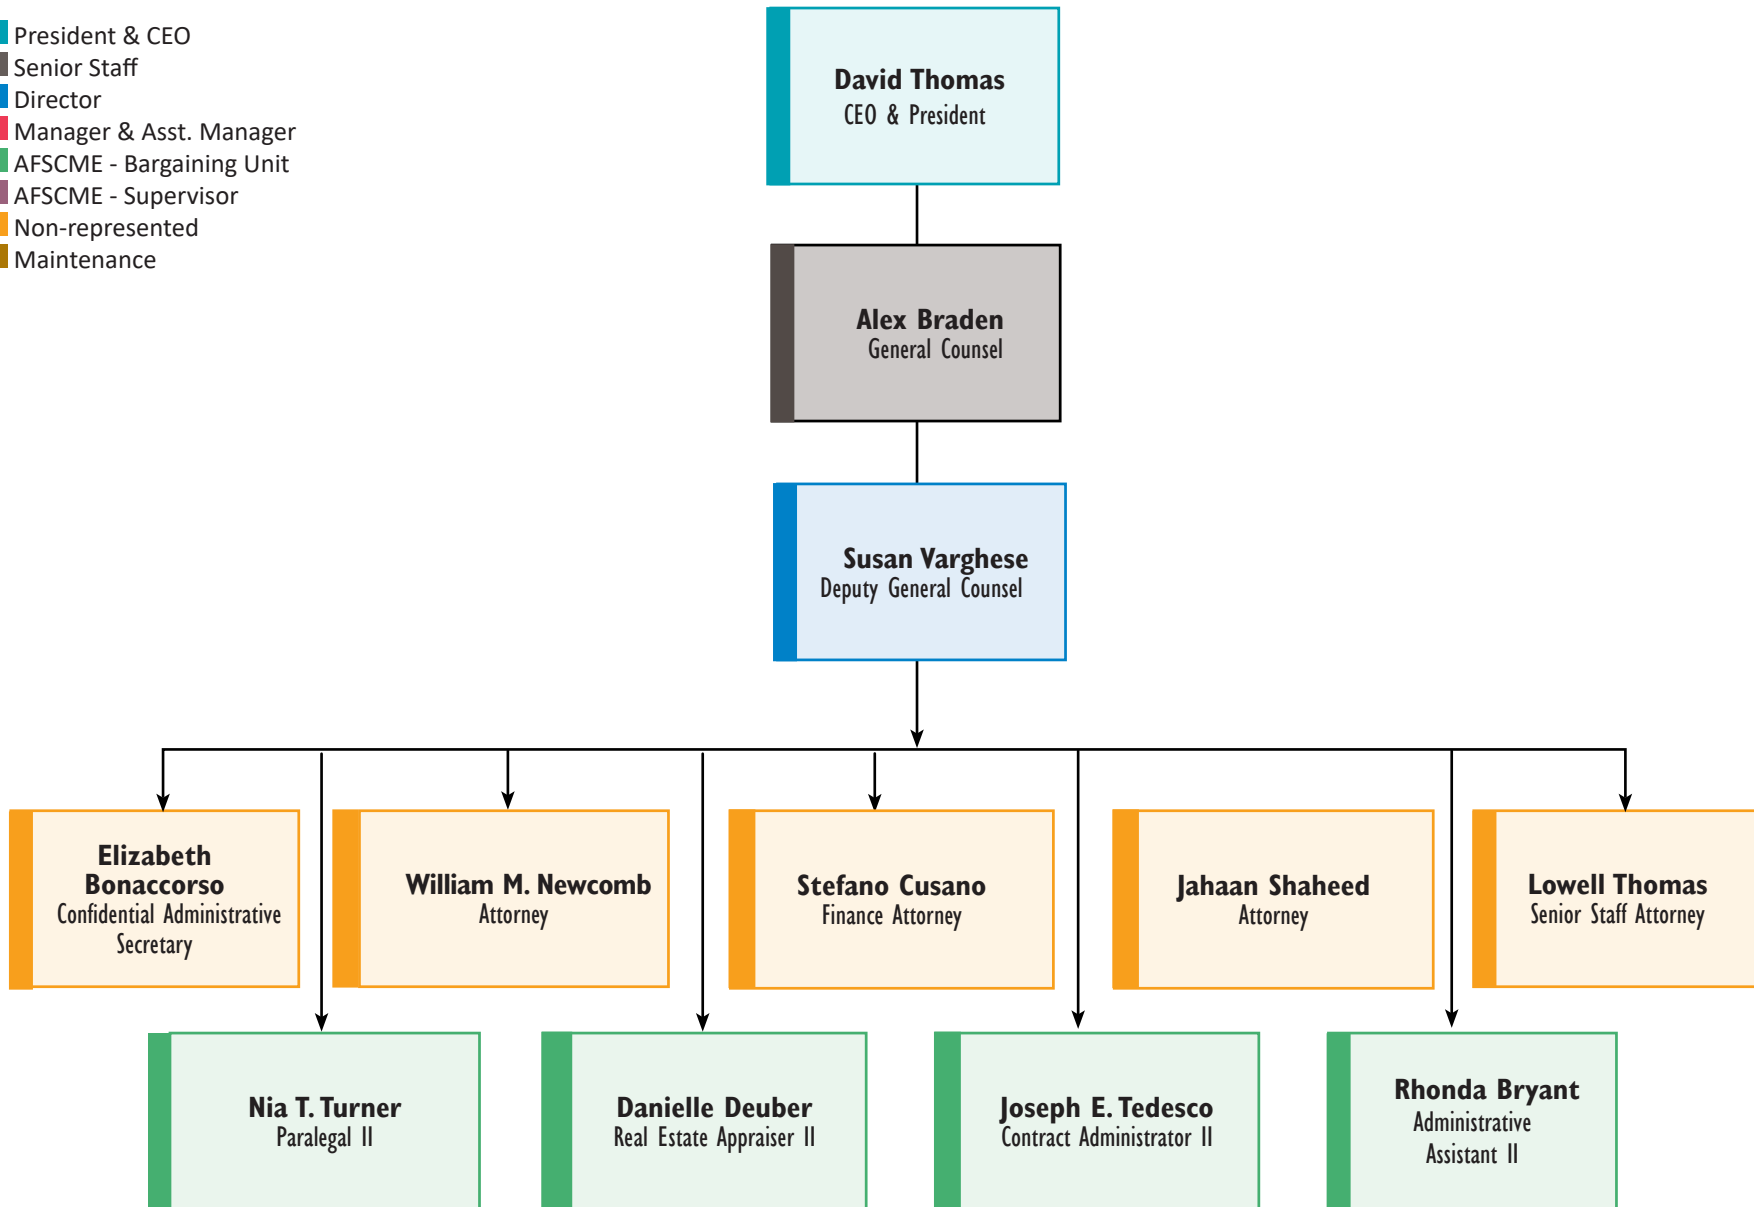 President & CEO
Senior Staff
Director
Manager & Asst. Manager
AFSCME - Bargaining Unit
AFSCME - Supervisor
Non-represented
Maintenance
David Thomas
CEO & President
Alex Braden
General Counsel
Susan Varghese
Deputy General Counsel
Elizabeth
Bonaccorso
Confidential Administrative
Secretary
William M. Newcomb
Attorney
Stefano Cusano
Finance Attorney
Jahaan Shaheed
Attorney
Lowell Thomas
Senior Staff Attorney
Nia T. Turner
Paralegal II
Danielle Deuber
Real Estate Appraiser II
Joseph E. Tedesco
Contract Administrator II
Rhonda Bryant
Administrative
Assistant II